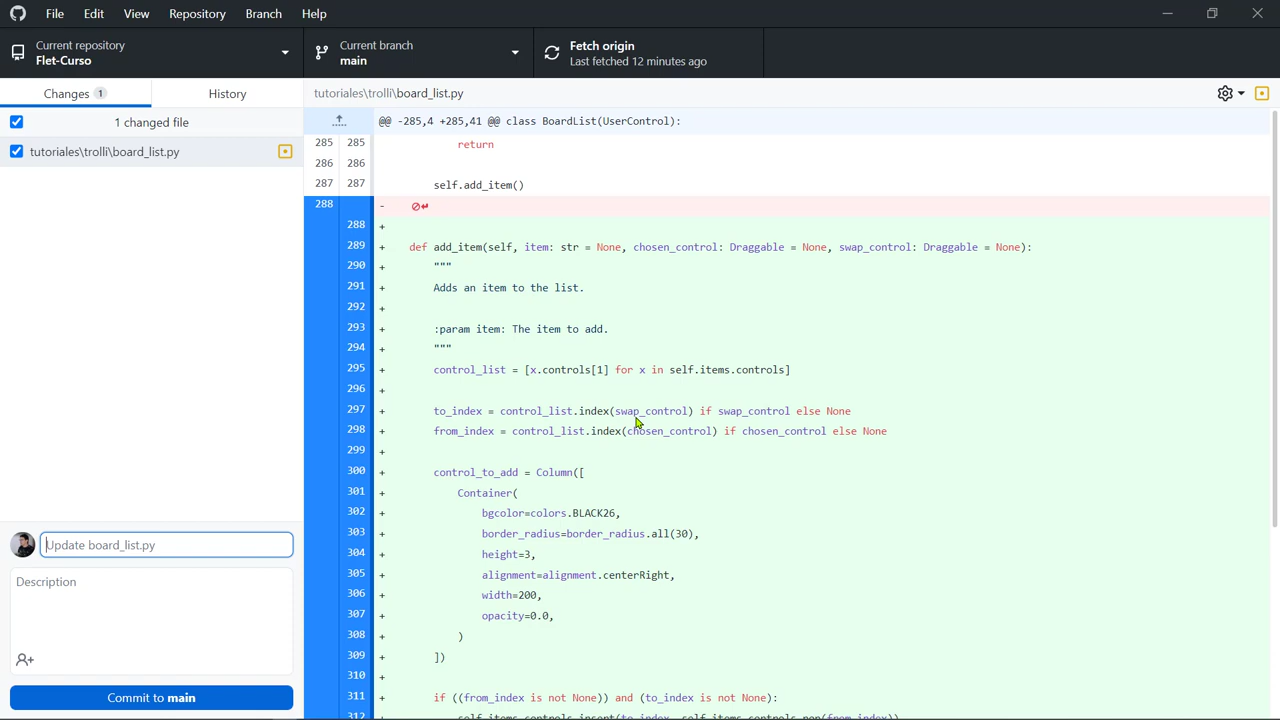 File Edit View Repository Branch Help
Current repository
Flet-Curso
Current branch
main
Fetch origin
Last fetched 12 minutes ago
Changes 1
History
tutoriales\trolli\board_list.py
1 changed file
tutoriales\trolli\board_list.py
@@ -285,4 +285,41 @@ class BoardList(UserControl):
285 285 return
286 286
287 287 self.add_item()
288 -
288 +
289 + def add_item(self, item: str = None, chosen_control: Draggable = None, swap_control: Draggable = None):
290 + """
291 + Adds an item to the list.
292 +
293 + :param item: The item to add.
294 + """
295 + control_list = [x.controls[1] for x in self.items.controls]
296 +
297 + to_index = control_list.index(swap_control) if swap_control else None
298 + from_index = control_list.index(chosen_control) if chosen_control else None
299 +
300 + control_to_add = Column([
301 + Container(
302 + bgcolor=colors.BLACK26,
303 + border_radius=border_radius.all(30),
304 + height=3,
305 + alignment=alignment.centerRight,
306 + width=200,
307 + opacity=0.0,
308 + )
309 + ])
310 +
311 + if ((from_index is not None)) and (to_index is not None):
312 self.items.controls.insert(to_index, self.items.controls.pop(from_index))
Update board_list.py
Description
Commit to main